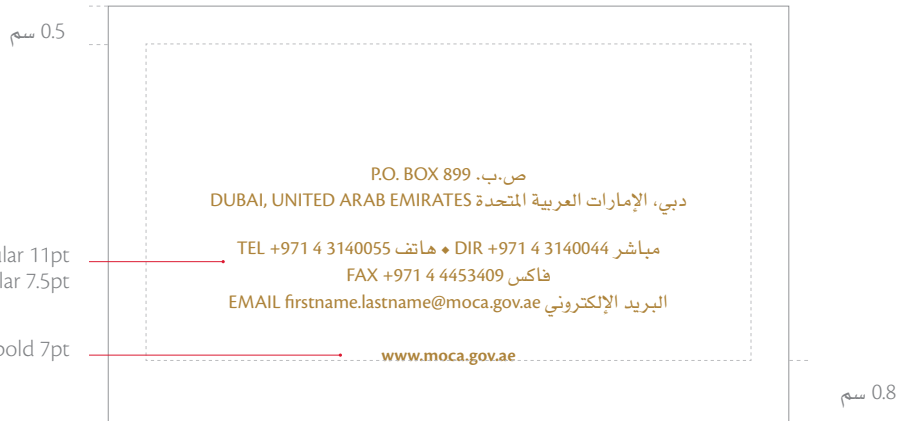 0.5 سم
P.O. BOX 899 ص.ب.
DUBAI, UNITED ARAB EMIRATES دبي، الإمارات العربية المتحدة
TEL +971 4 3140055 هاتف ◆ DIR +971 4 3140044 مباشر
FAX +971 4 4453409 فاكس
EMAIL firstname.lastname@moca.gov.ae البريد الإلكتروني
www.moca.gov.ae
11pt
7.5pt
bold 7pt
0.8 سم